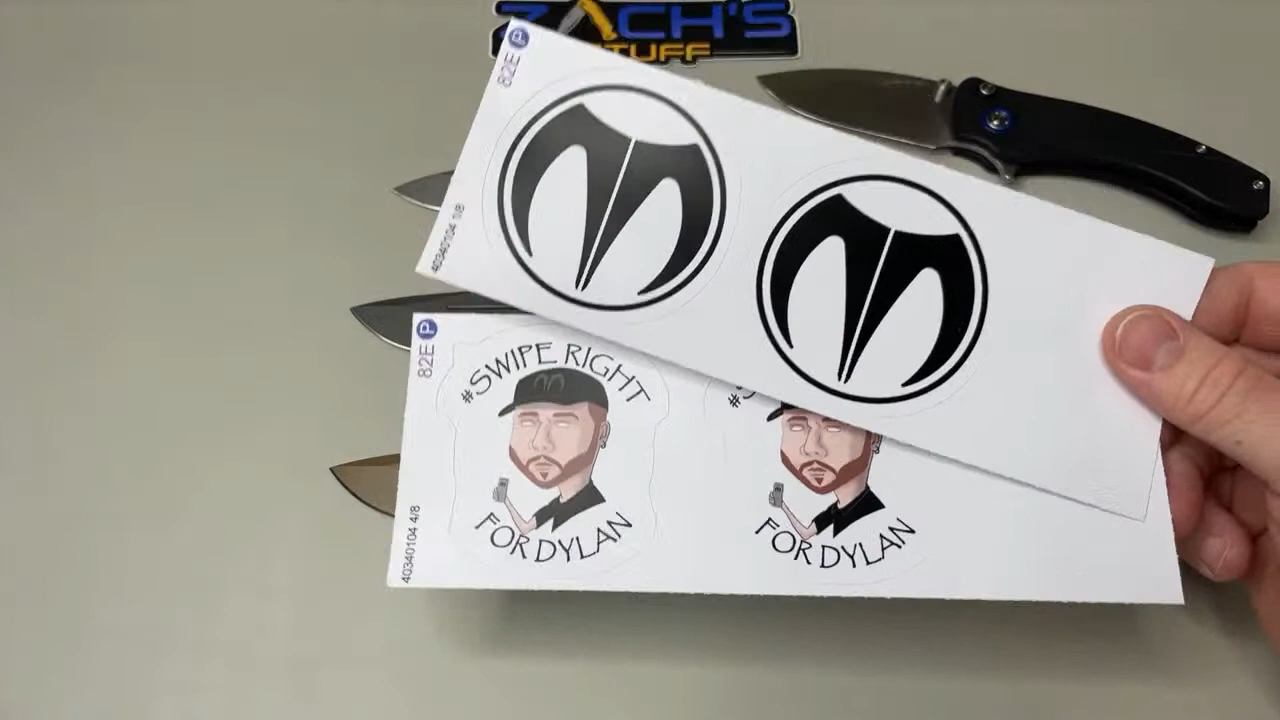 ZACH'S
STUFF
82E P
40340104 1/8
82E P
#SWIPE RIGHT
FOR DYLAN
#S
FOR DYLAN
40340104 4/8